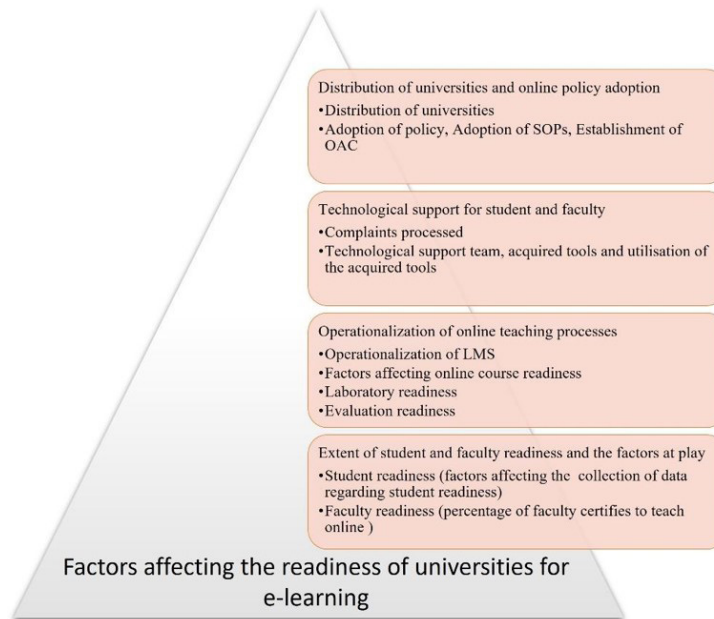 Distribution of universities and online policy adoption
•Distribution of universities
•Adoption of policy, Adoption of SOPs, Establishment of
OAC
Technological support for student and faculty
•Complaints processed
•Technological support team, acquired tools and utilisation of
the acquired tools
Operationalization of online teaching processes
•Operationalization of LMS
•Factors affecting online course readiness
•Laboratory readiness
•Evaluation readiness
Extent of student and faculty readiness and the factors at play
•Student readiness (factors affecting the collection of data
regarding student readiness)
•Faculty readiness (percentage of faculty certifies to teach
online )
Factors affecting the readiness of universities for
e-learning